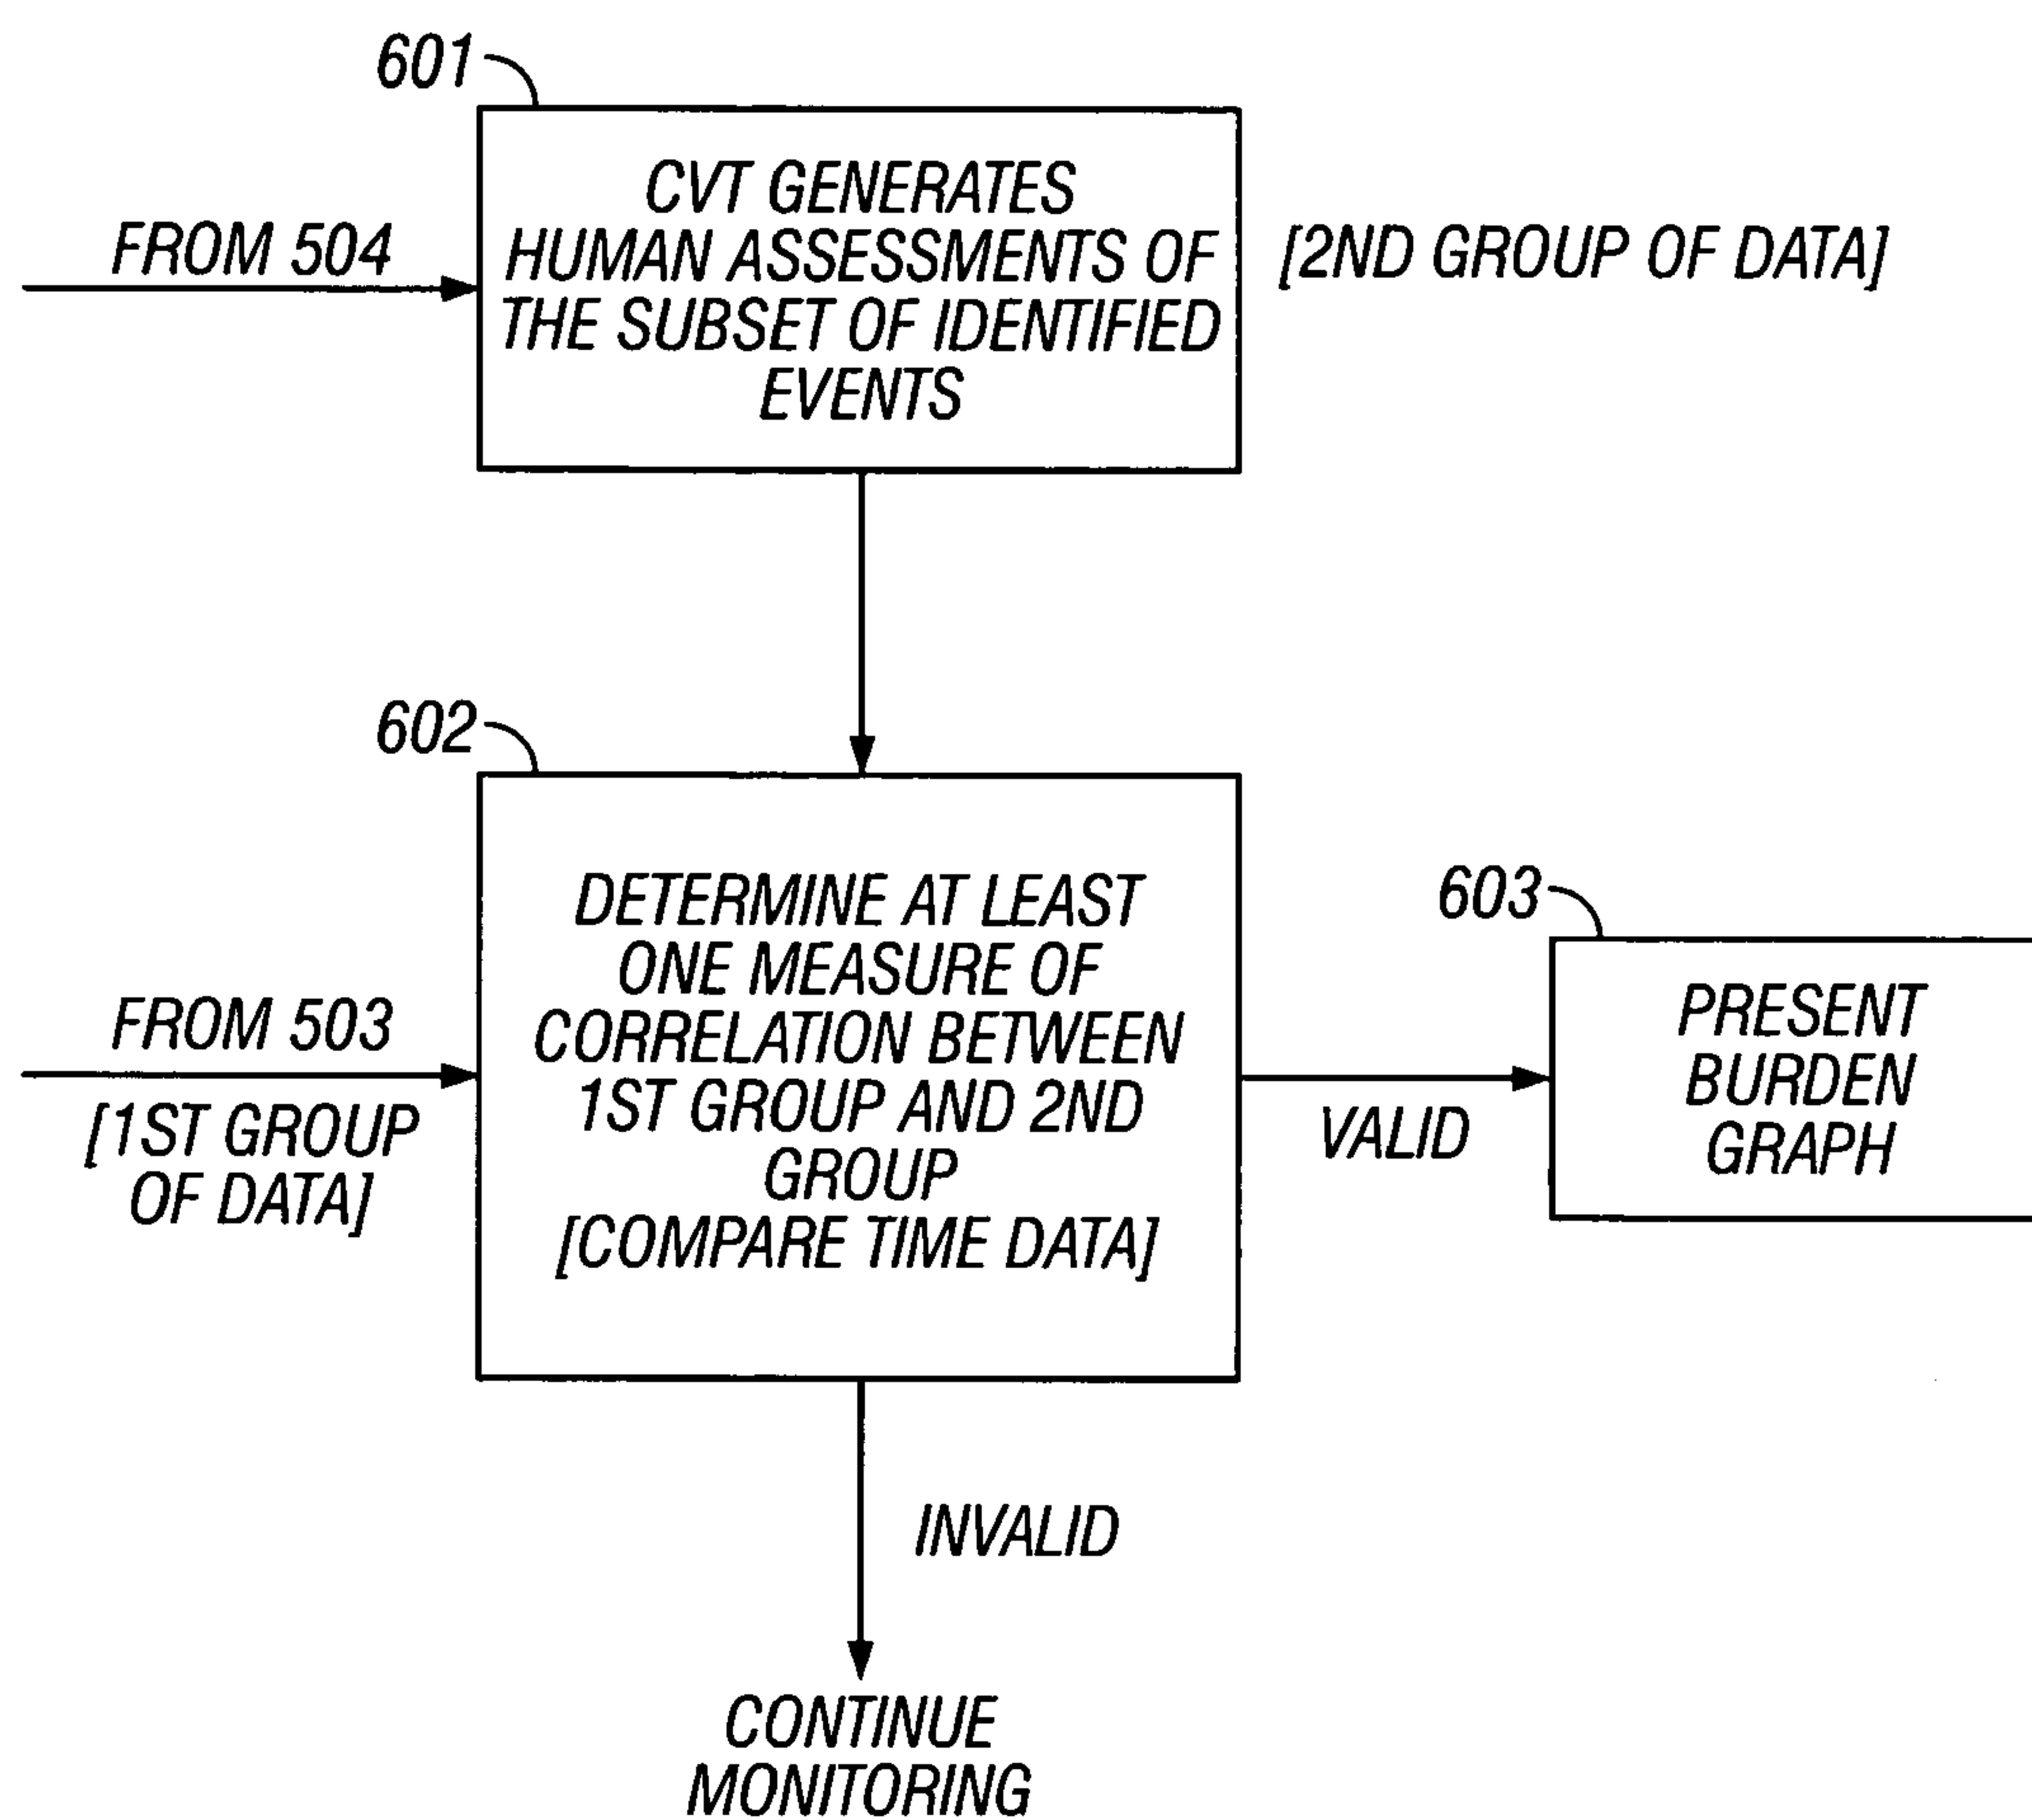 601
CVT GENERATES
HUMAN ASSESSMENTS OF
THE SUBSET OF IDENTIFIED
EVENTS
FROM 504
[2ND GROUP OF DATA]
602
DETERMINE AT LEAST
ONE MEASURE OF
CORRELATION BETWEEN
1ST GROUP AND 2ND
GROUP
[COMPARE TIME DATA]
FROM 503
[1ST GROUP
OF DATA]
603
PRESENT
BURDEN
GRAPH
VALID
INVALID
CONTINUE
MONITORING